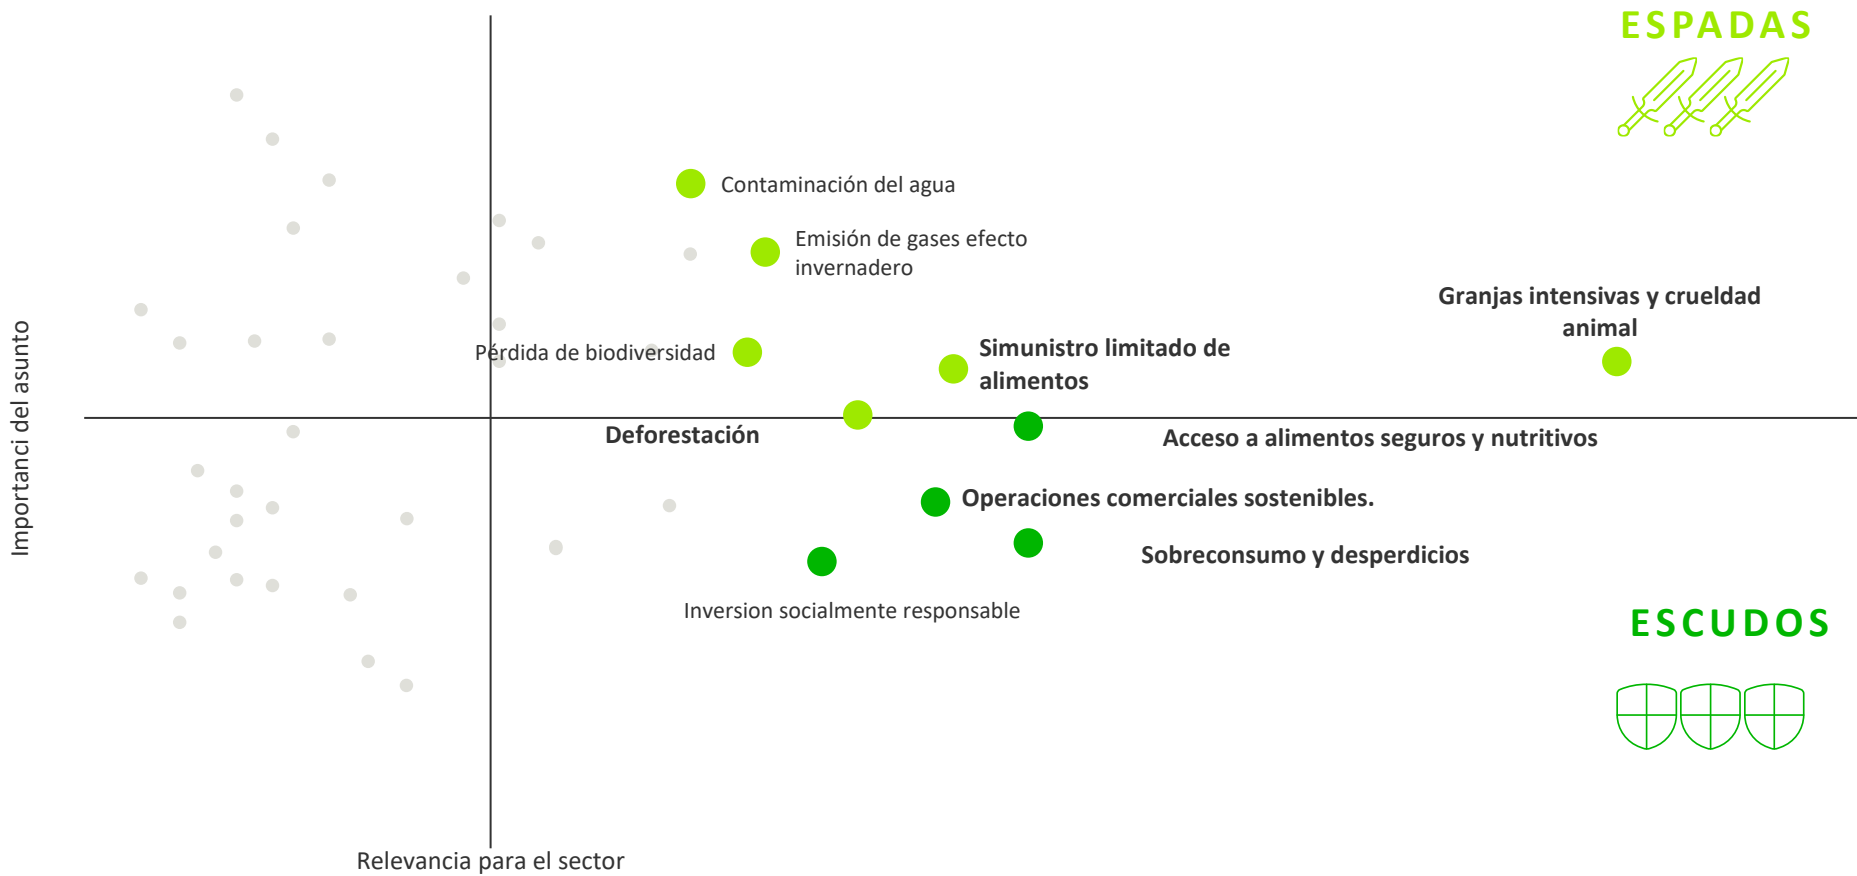 ESPADAS
Contaminación del agua
Emisión de gases efecto
invernadero
Granjas intensivas y crueldad
animal
Pérdida de biodiversidad
Simunistro limitado de
alimentos
Importanci del asunto
Deforestación
Acceso a alimentos seguros y nutritivos
Operaciones comerciales sostenibles.
Sobreconsumo y desperdicios
Inversion socialmente responsable
ESCUDOS
Relevancia para el sector